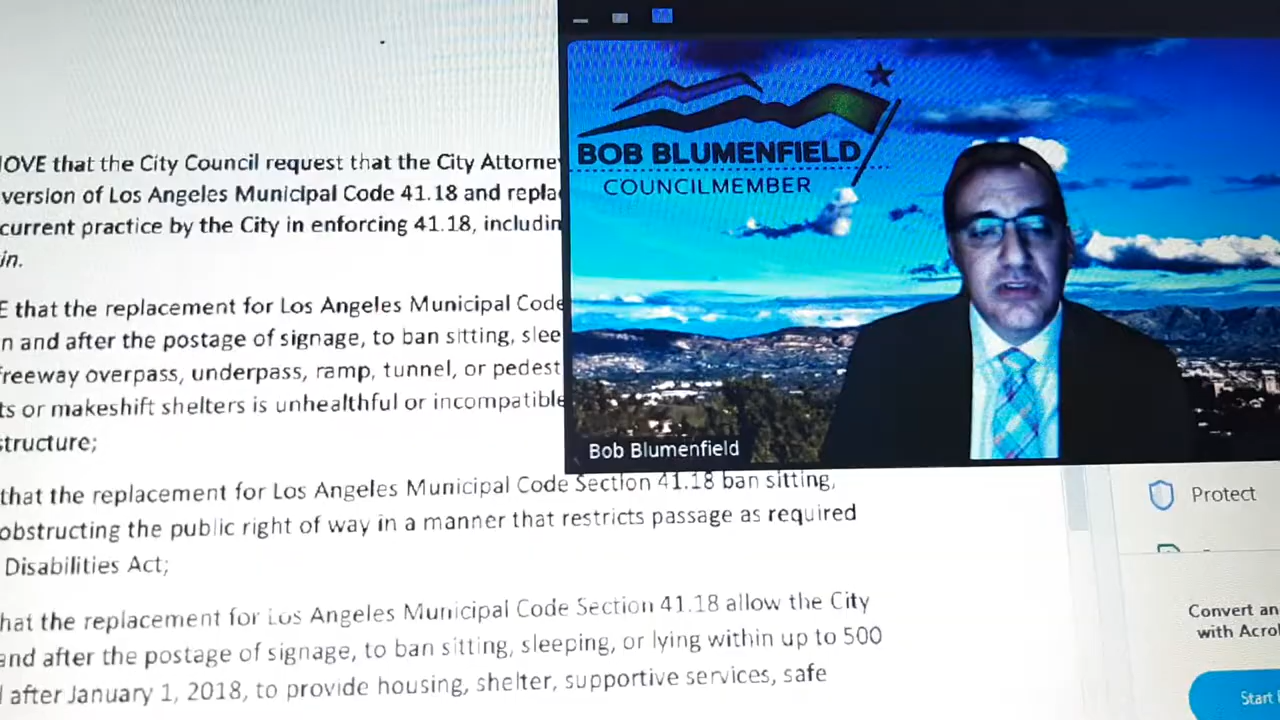 MOVE that the City Council request that the City Attorney
version of Los Angeles Municipal Code 41.18 and repla
current practice by the City in enforcing 41.18, includin
in.
E that the replacement for Los Angeles Municipal Code
n and after the postage of signage, to ban sitting, slee
freeway overpass, underpass, ramp, tunnel, or pedest
ts or makeshift shelters is unhealthful or incompatible
structure;
that the replacement for Los Angeles Municipal Code Section 41.18 ban sitting,
obstructing the public right of way in a manner that restricts passage as required
Disabilities Act;
hat the replacement for Los Angeles Municipal Code Section 41.18 allow the City
and after the postage of signage, to ban sitting, sleeping, or lying within up to 500
after January 1, 2018, to provide housing, shelter, supportive services, safe
BOB BLUMENFIELD
COUNCILMEMBER
Bob Blumenfield
Protect
Convert an
with Acro
Start